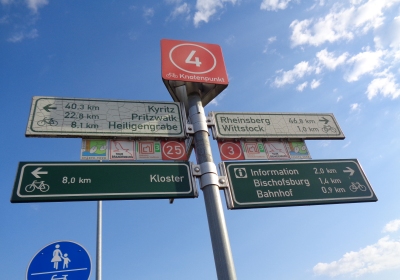 4
Knotenpunkt
40,3 km Kyritz
22,8 km Pritzwalk
8,1 km Heiligengrabe
Rheinsberg 46,8 km
Wittstock 1,0 km
25
3
8,0 km Kloster
i Information 2,0 km
Bischofsburg 1,4 km
Bahnhof 0,9 km